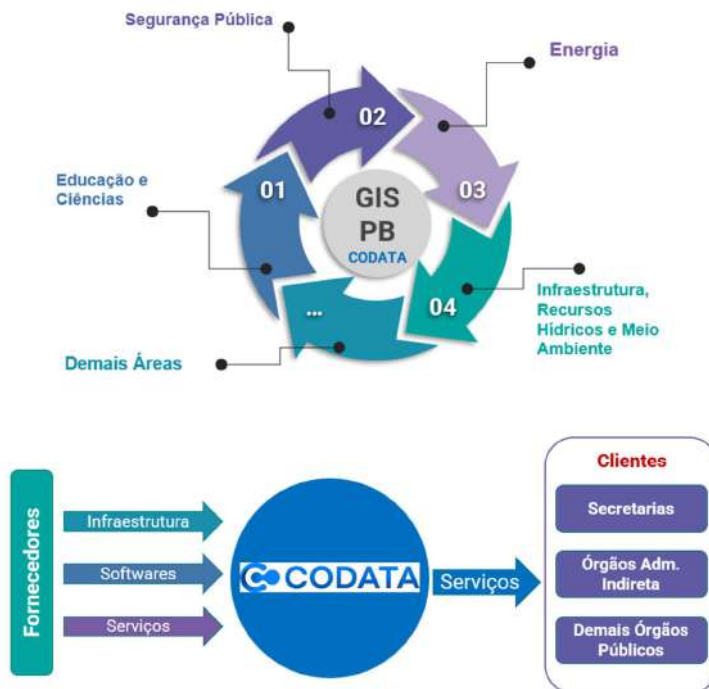 Segurança Pública
Energia
02
01
03
Educação e
Ciências
GIS
PB
CODATA
04
...
Infraestrutura,
Recursos
Hídricos e Meio
Ambiente
Demais Áreas
Fornecedores
Infraestrutura
Softwares
Serviços
CODATA
Serviços
Clientes
Secretarias
Órgãos Adm.
Indireta
Demais Órgãos
Públicos